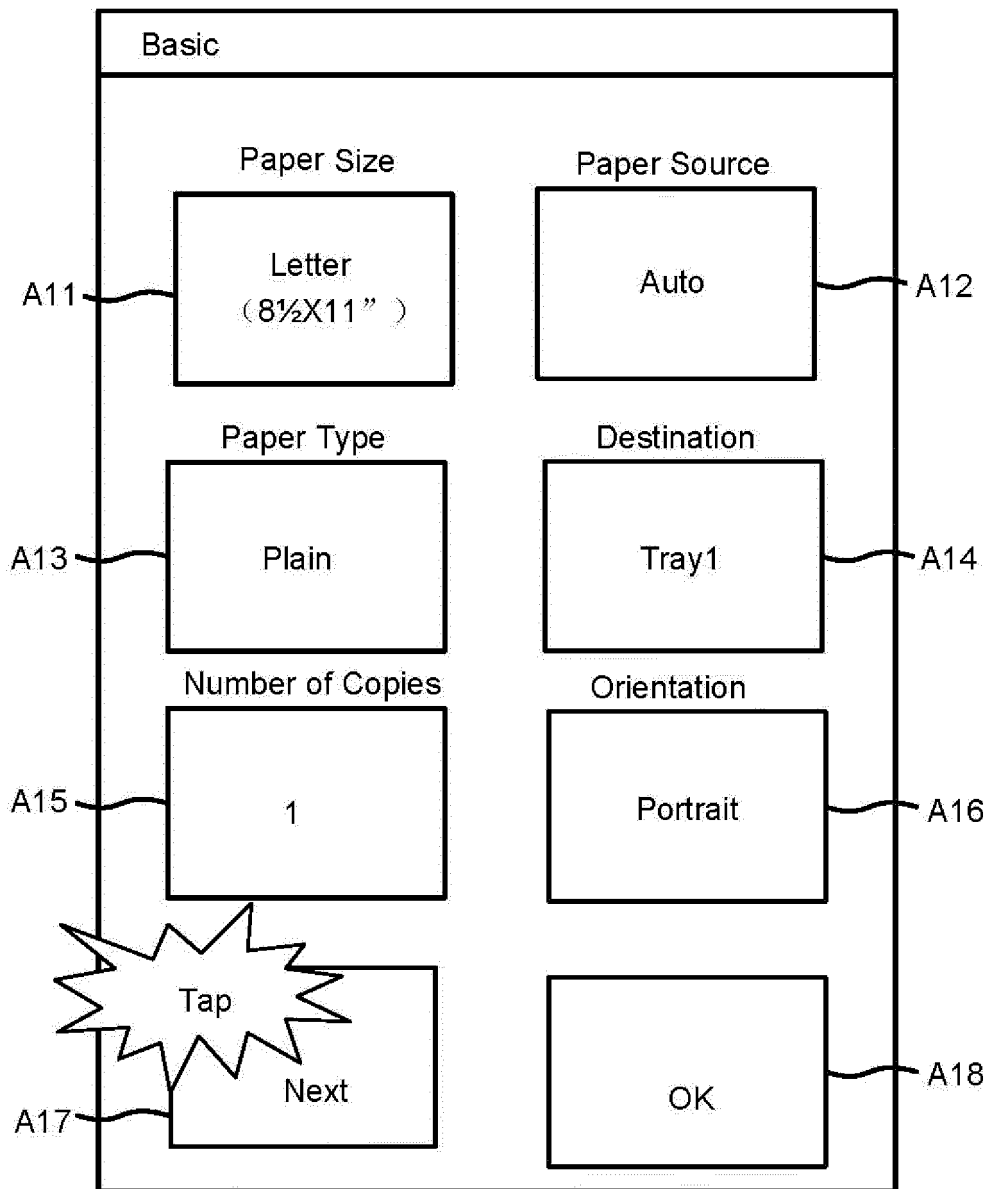 Basic
Paper Size
Paper Source
A11
Letter
（8½X11”）
Auto
A12
Paper Type
Destination
A13
Plain
Tray1
A14
Number of Copies
Orientation
A15
1
Portrait
A16
Tap
A17
Next
OK
A18